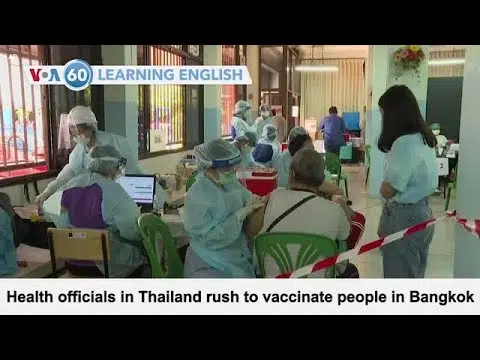 VOA 60 LEARNING ENGLISH
Health officials in Thailand rush to vaccinate people in Bangkok